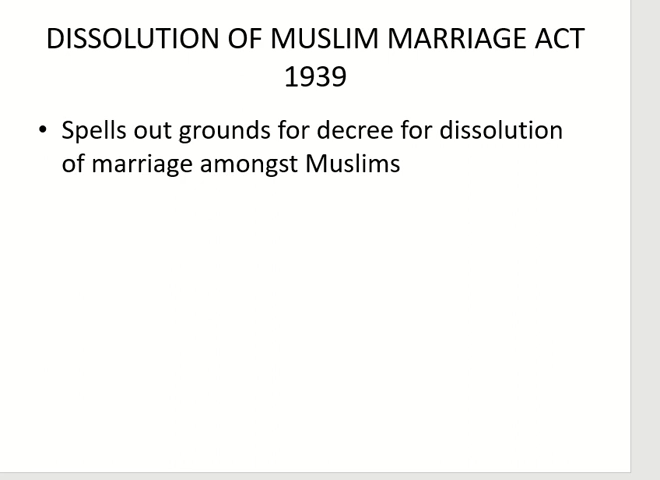 DISSOLUTION OF MUSLIM MARRIAGE ACT
1939
• Spells out grounds for decree for dissolution
of marriage amongst Muslims